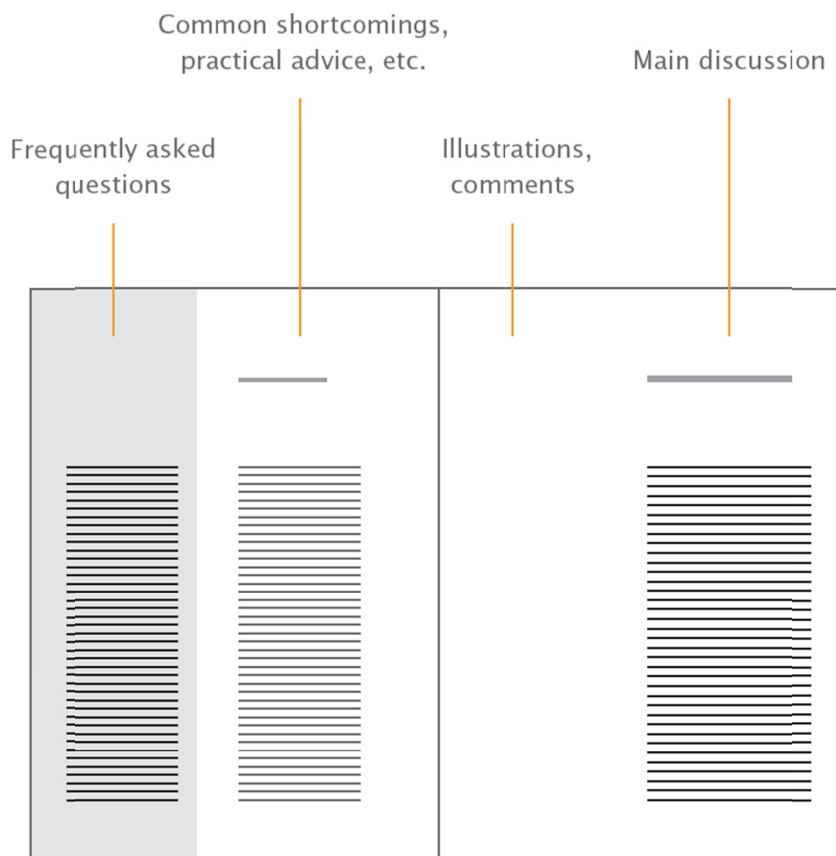 Common shortcomings,
practical advice, etc.
Main discussion
Frequently asked
questions
Illustrations,
comments